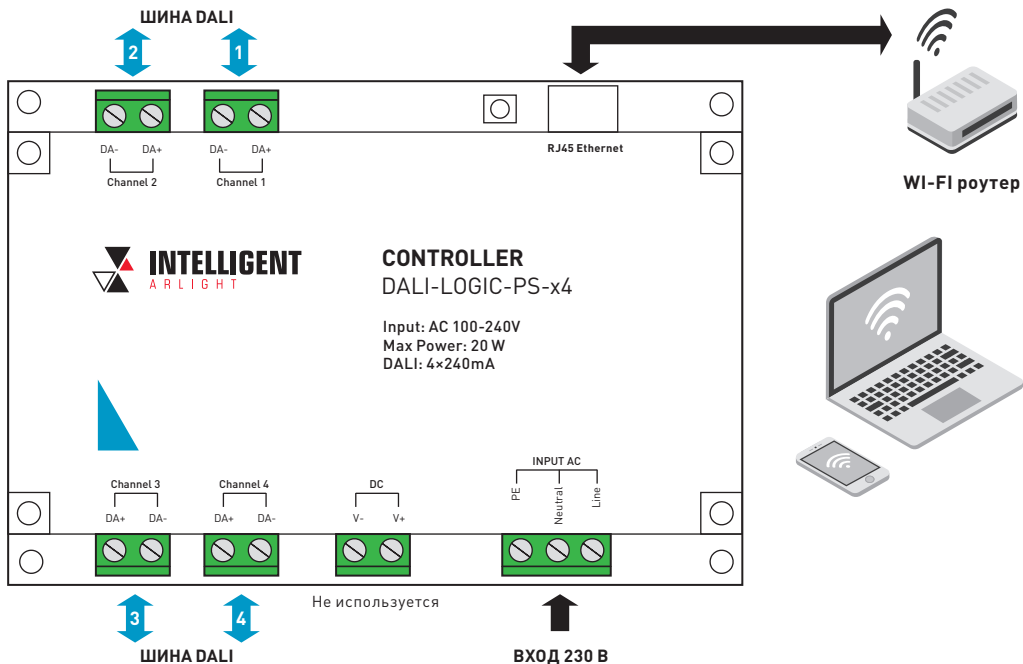 ШИНА DALI
2
1
DA-
DA+
DA-
DA+
Channel 2
Channel 1
RJ45 Ethernet
WI-FI роутер
INTELLIGENT
ARLIGHT
CONTROLLER
DALI-LOGIC-PS-x4
Input: AC 100-240V
Max Power: 20 W
DALI: 4×240mA
Channel 3
Channel 4
DC
INPUT AC
DA+
DA-
DA+
DA-
V-
V+
PE
Neutral
Line
Не используется
3
4
ШИНА DALI
ВХОД 230 В